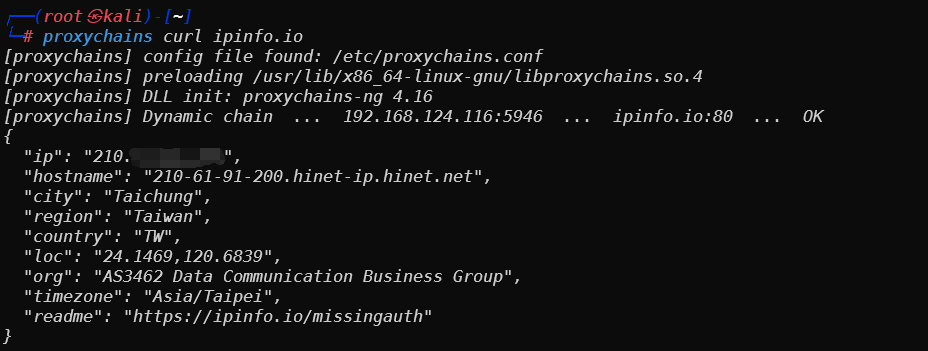 ┌──(root㉿kali)-[~]
└─# proxychains curl ipinfo.io
[proxychains] config file found: /etc/proxychains.conf
[proxychains] preloading /usr/lib/x86_64-linux-gnu/libproxychains.so.4
[proxychains] DLL init: proxychains-ng 4.16
[proxychains] Dynamic chain  ...  192.168.124.116:5946  ...  ipinfo.io:80  ...  OK
{
  "ip": "210.",
  "hostname": "210-61-91-200.hinet-ip.hinet.net",
  "city": "Taichung",
  "region": "Taiwan",
  "country": "TW",
  "loc": "24.1469,120.6839",
  "org": "AS3462 Data Communication Business Group",
  "timezone": "Asia/Taipei",
  "readme": "https://ipinfo.io/missingauth"
}